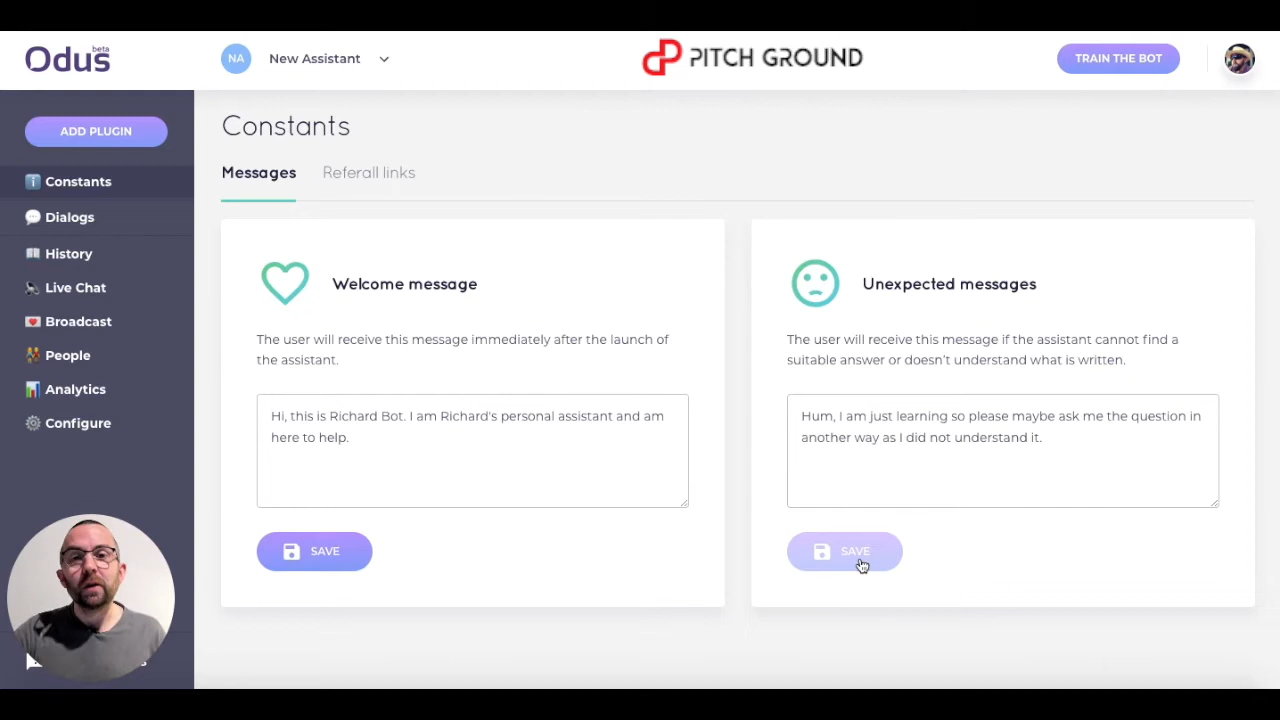 Odus beta
NA New Assistant
PITCH GROUND
TRAIN THE BOT
ADD PLUGIN
Constants
Dialogs
History
Live Chat
Broadcast
People
Analytics
Configure
Constants
Messages Referall links
Welcome message
The user will receive this message immediately after the launch of
the assistant.
Hi, this is Richard Bot. I am Richard's personal assistant and am
here to help.
SAVE
Unexpected messages
The user will receive this message if the assistant cannot find a
suitable answer or doesn't understand what is written.
Hum, I am just learning so please maybe ask me the question in
another way as I did not understand it.
SAVE